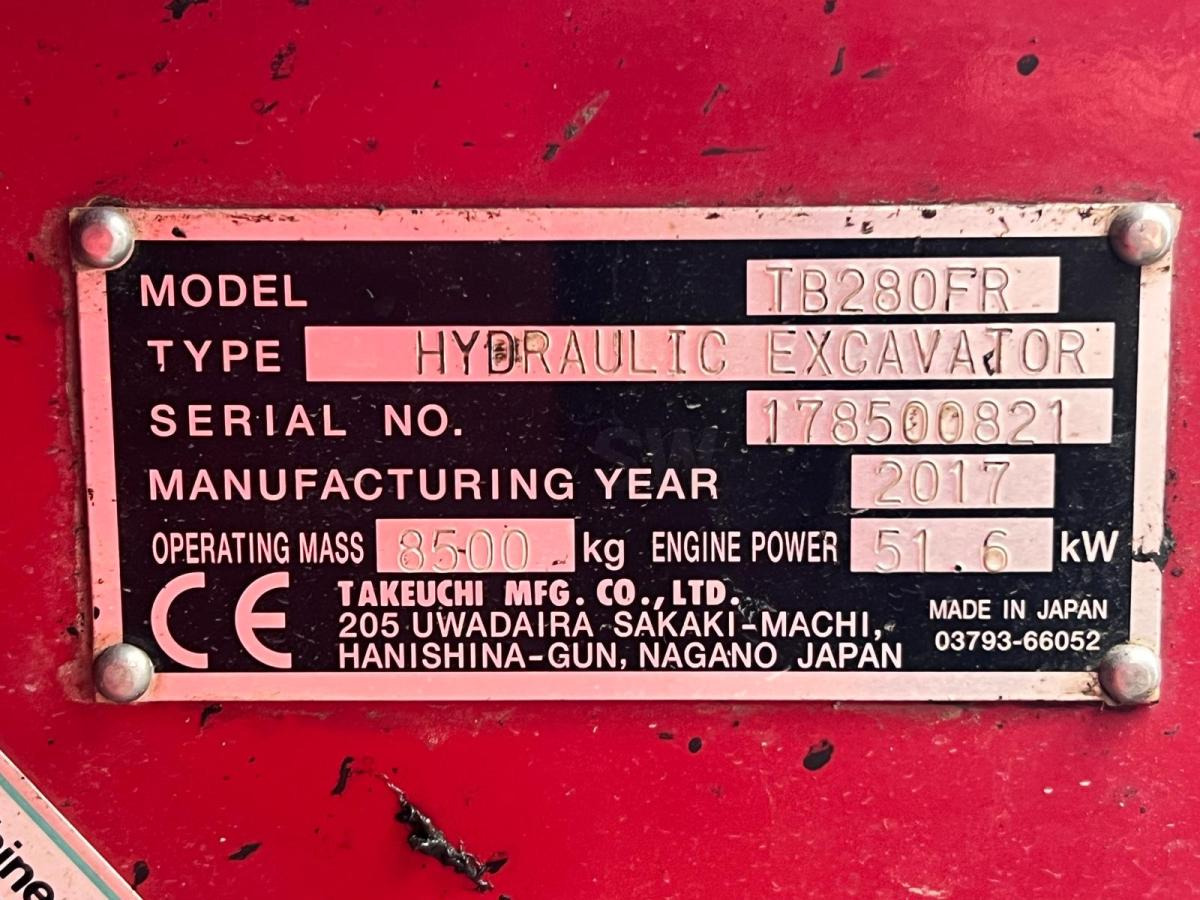 MODEL TB280FR
TYPE HYDRAULIC EXCAVATOR
SERIAL NO. 178500821
MANUFACTURING YEAR 2017
OPERATING MASS 8500 kg ENGINE POWER 51.6 kW
CE TAKEUCHI MFG. CO.,LTD.
205 UWADAIRA SAKAKI-MACHI,
HANISHINA-GUN, NAGANO JAPAN
MADE IN JAPAN
03793-66052